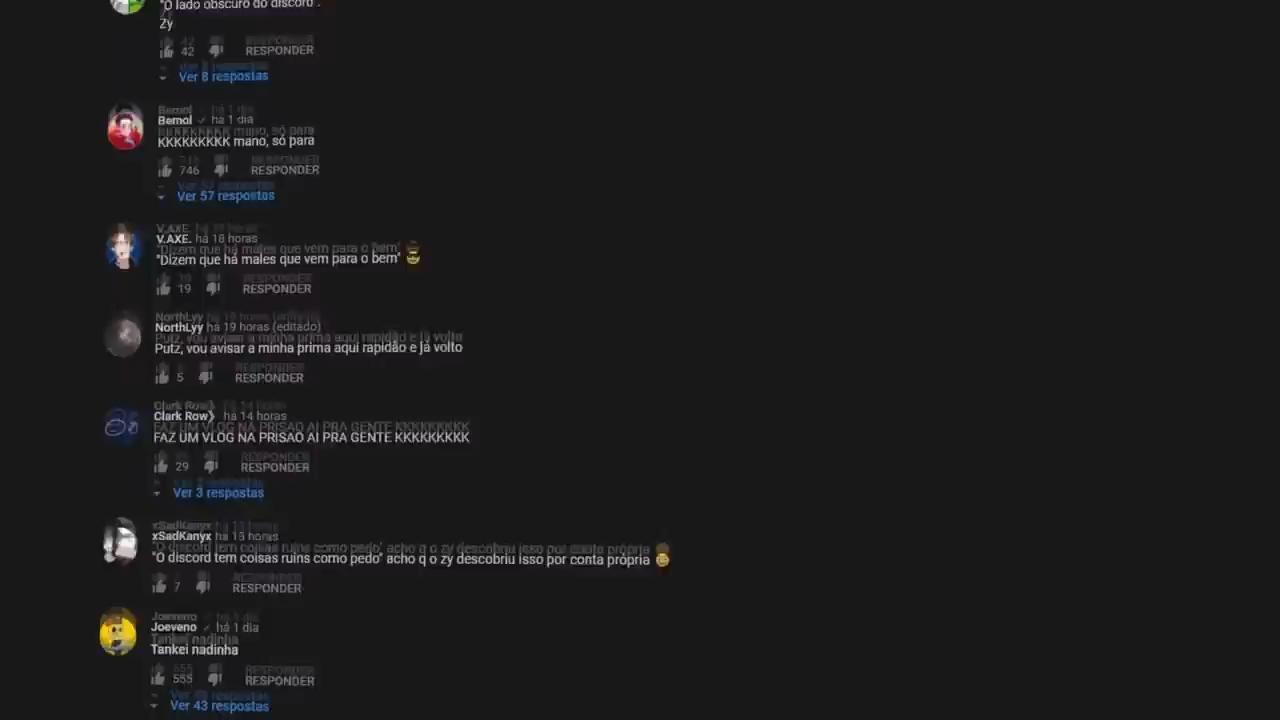 "O lado obscuro do discord".
Zy
42 RESPONDER
Ver 8 respostas
Bemol há 1 dia
KKKKKKKKK mano, só para
746 RESPONDER
Ver 57 respostas
V.AXE. há 18 horas
"Dizem que há males que vem para o bem"
19 RESPONDER
NorthLyy há 19 horas (editado)
Putz, vou avisar a minha prima aqui rapidão e já volto
5 RESPONDER
Clark Row》 há 14 horas
FAZ UM VLOG NA PRISAO AI PRA GENTE KKKKKKKKK
29 RESPONDER
Ver 3 respostas
xSadKanyx há 13 horas
"O discord tem coisas ruins como pedo" acho q o zy descobriu isso por conta própria
7 RESPONDER
Joeveno há 1 dia
Tankei nadinha
555 RESPONDER
Ver 43 respostas